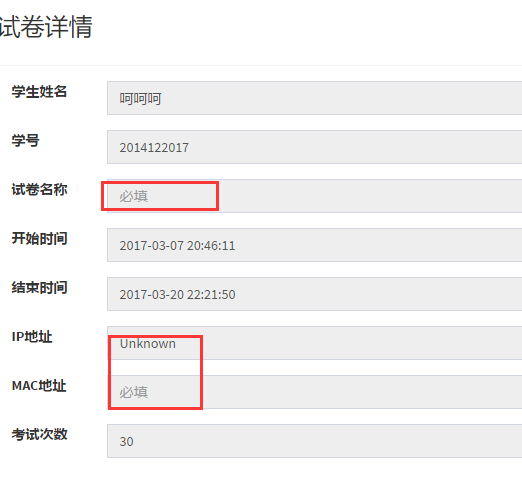 试卷详情
学生姓名 呵呵呵
学号 2014122017
试卷名称 必填
开始时间 2017-03-07 20:46:11
结束时间 2017-03-20 22:21:50
IP地址 Unknown
MAC地址 必填
考试次数 30